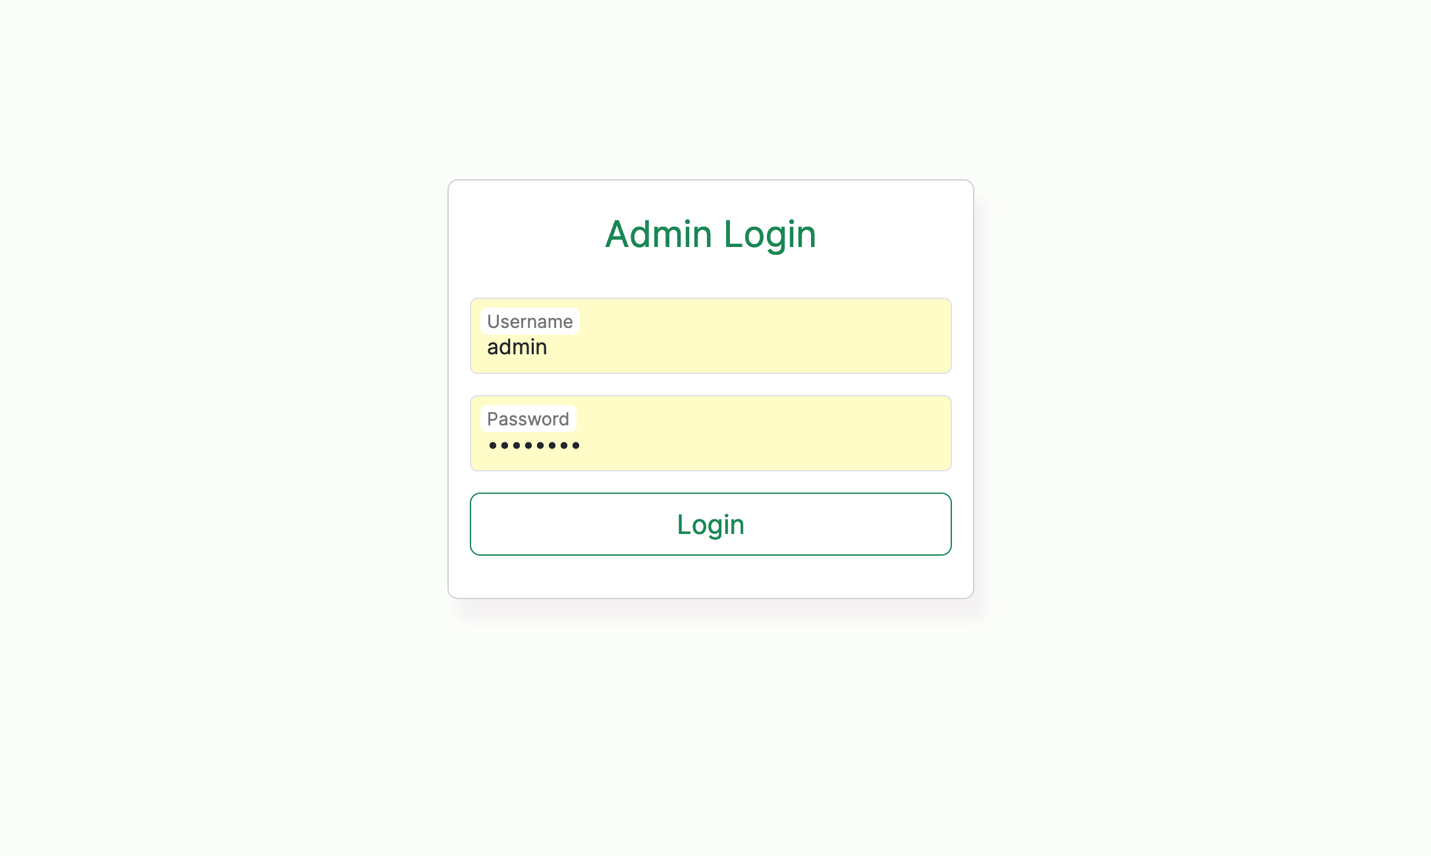 Admin Login
Username
admin
Password
••••••••
Login